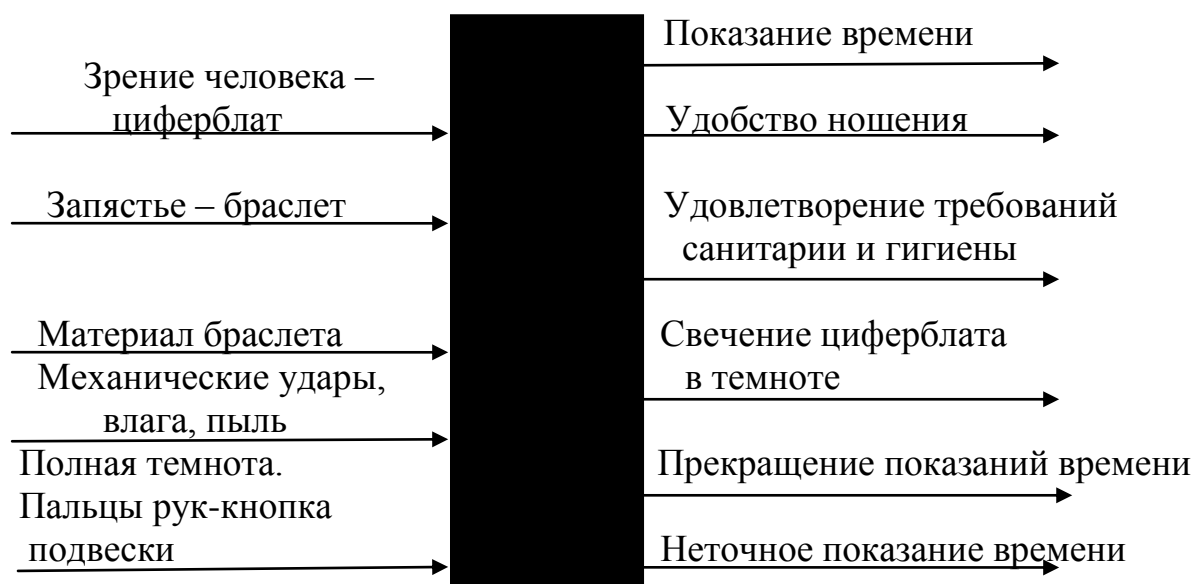 Зрение человека –
циферблат
Запястье – браслет
Материал браслета
Механические удары,
влага, пыль
Полная темнота.
Пальцы рук-кнопка
подвески
Показание времени
Удобство ношения
Удовлетворение требований
санитарии и гигиены
Свечение циферблата
в темноте
Прекращение показаний времени
Неточное показание времени